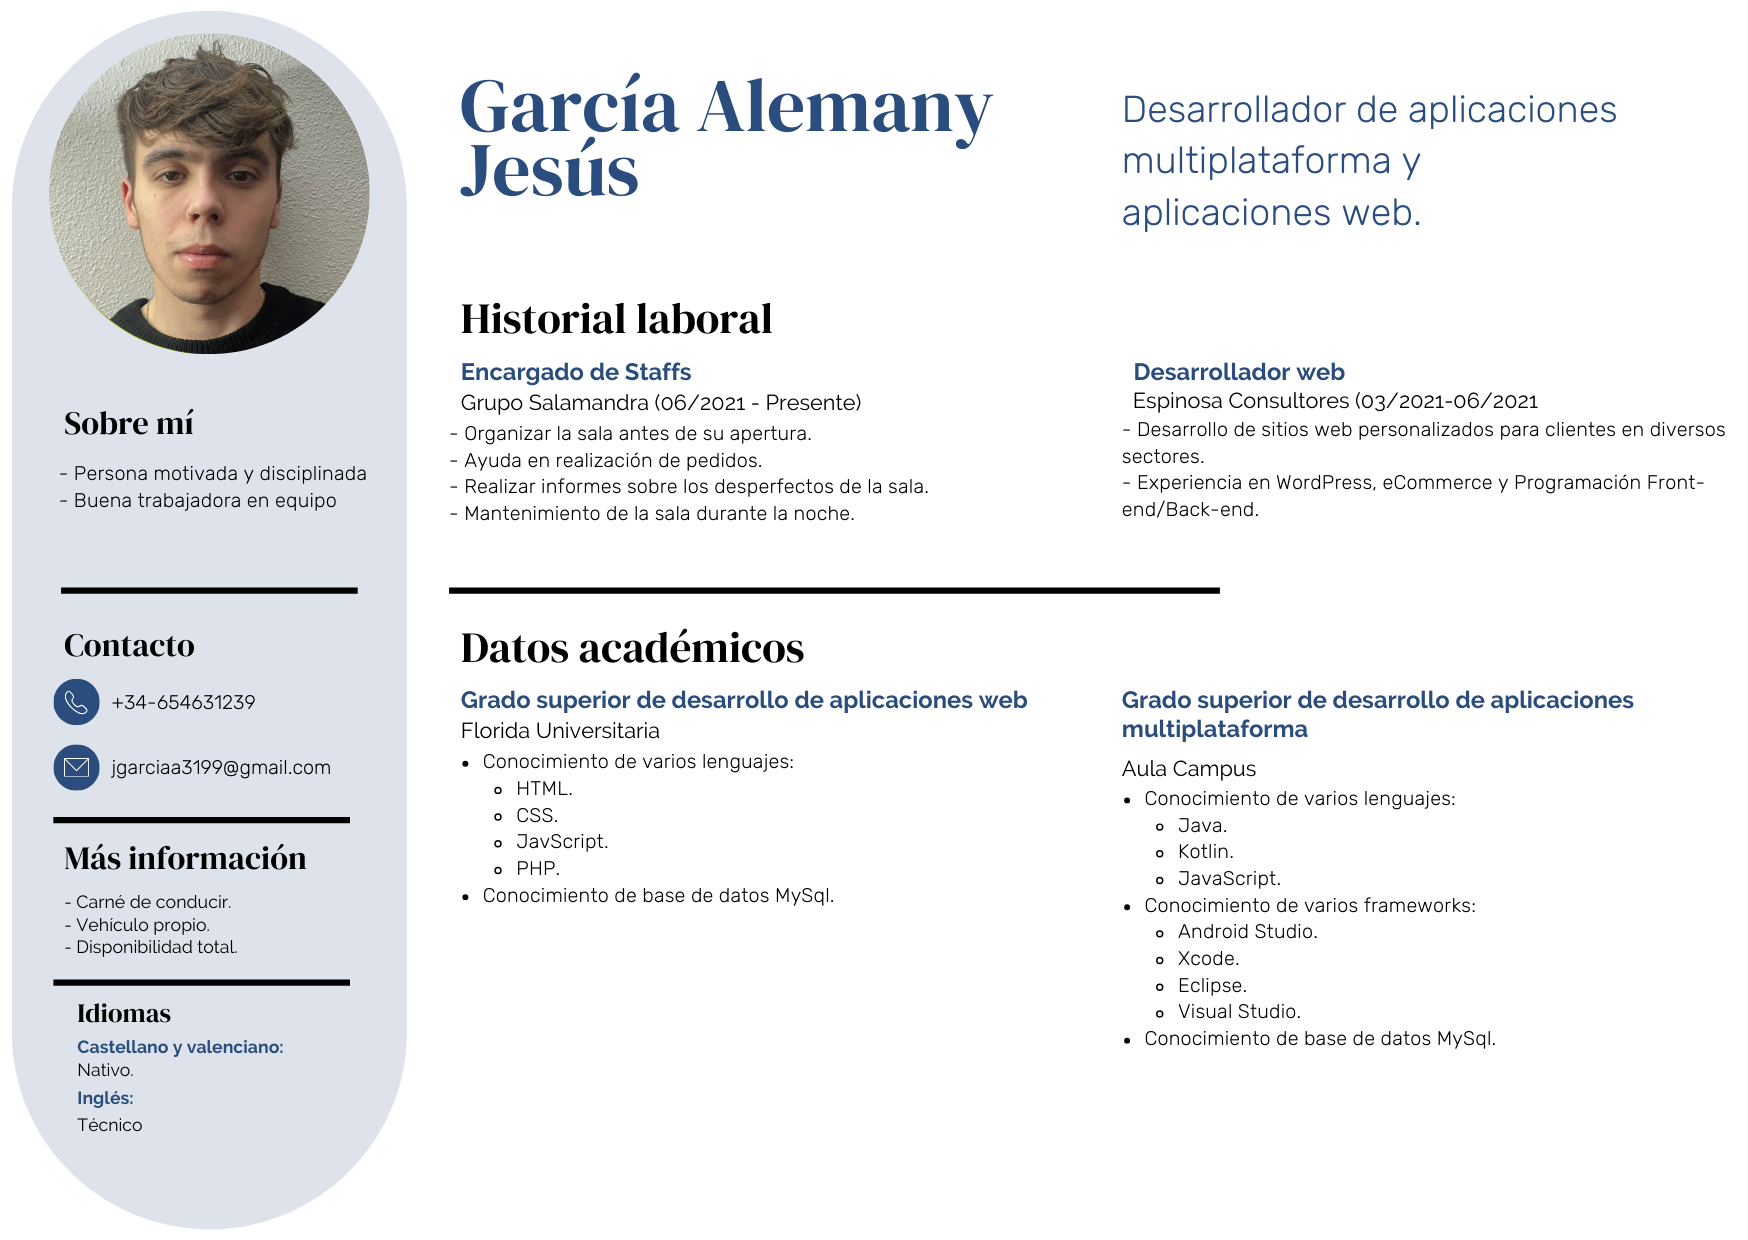 García Alemany
Jesús
Desarrollador de aplicaciones
multiplataforma y
aplicaciones web.
Sobre mí
- Persona motivada y disciplinada
- Buena trabajadora en equipo
Contacto
+34-654631239
jgarciaa3199@gmail.com
Más información
- Carné de conducir.
- Vehículo propio.
- Disponibilidad total.
Idiomas
Castellano y valenciano:
Nativo.
Inglés:
Técnico
Historial laboral
Encargado de Staffs
Grupo Salamandra (06/2021 - Presente)
- Organizar la sala antes de su apertura.
- Ayuda en realización de pedidos.
- Realizar informes sobre los desperfectos de la sala.
- Mantenimiento de la sala durante la noche.
Desarrollador web
Espinosa Consultores (03/2021-06/2021
- Desarrollo de sitios web personalizados para clientes en diversos
sectores.
- Experiencia en WordPress, eCommerce y Programación Front-
end/Back-end.
Datos académicos
Grado superior de desarrollo de aplicaciones web
Florida Universitaria
• Conocimiento de varios lenguajes:
◦ HTML.
◦ CSS.
◦ JavScript.
◦ PHP.
• Conocimiento de base de datos MySql.
Grado superior de desarrollo de aplicaciones
multiplataforma
Aula Campus
• Conocimiento de varios lenguajes:
◦ Java.
◦ Kotlin.
◦ JavaScript.
• Conocimiento de varios frameworks:
◦ Android Studio.
◦ Xcode.
◦ Eclipse.
◦ Visual Studio.
• Conocimiento de base de datos MySql.